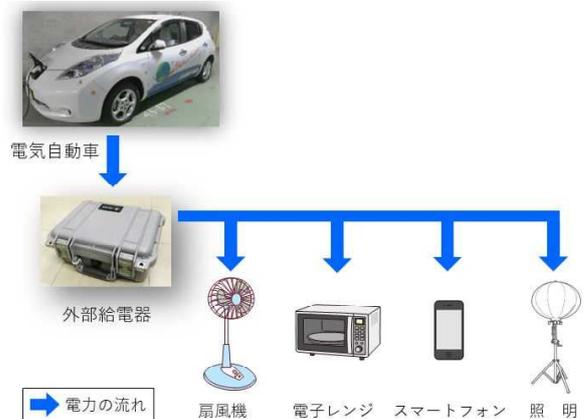 電気自動車
外部給電器
扇風機
電子レンジ
スマートフォン
照 明
電力の流れ